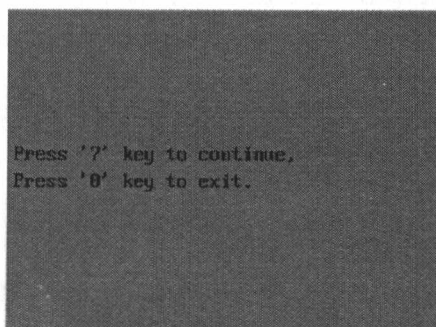 Press '7' key to continue,
Press '0' key to exit.